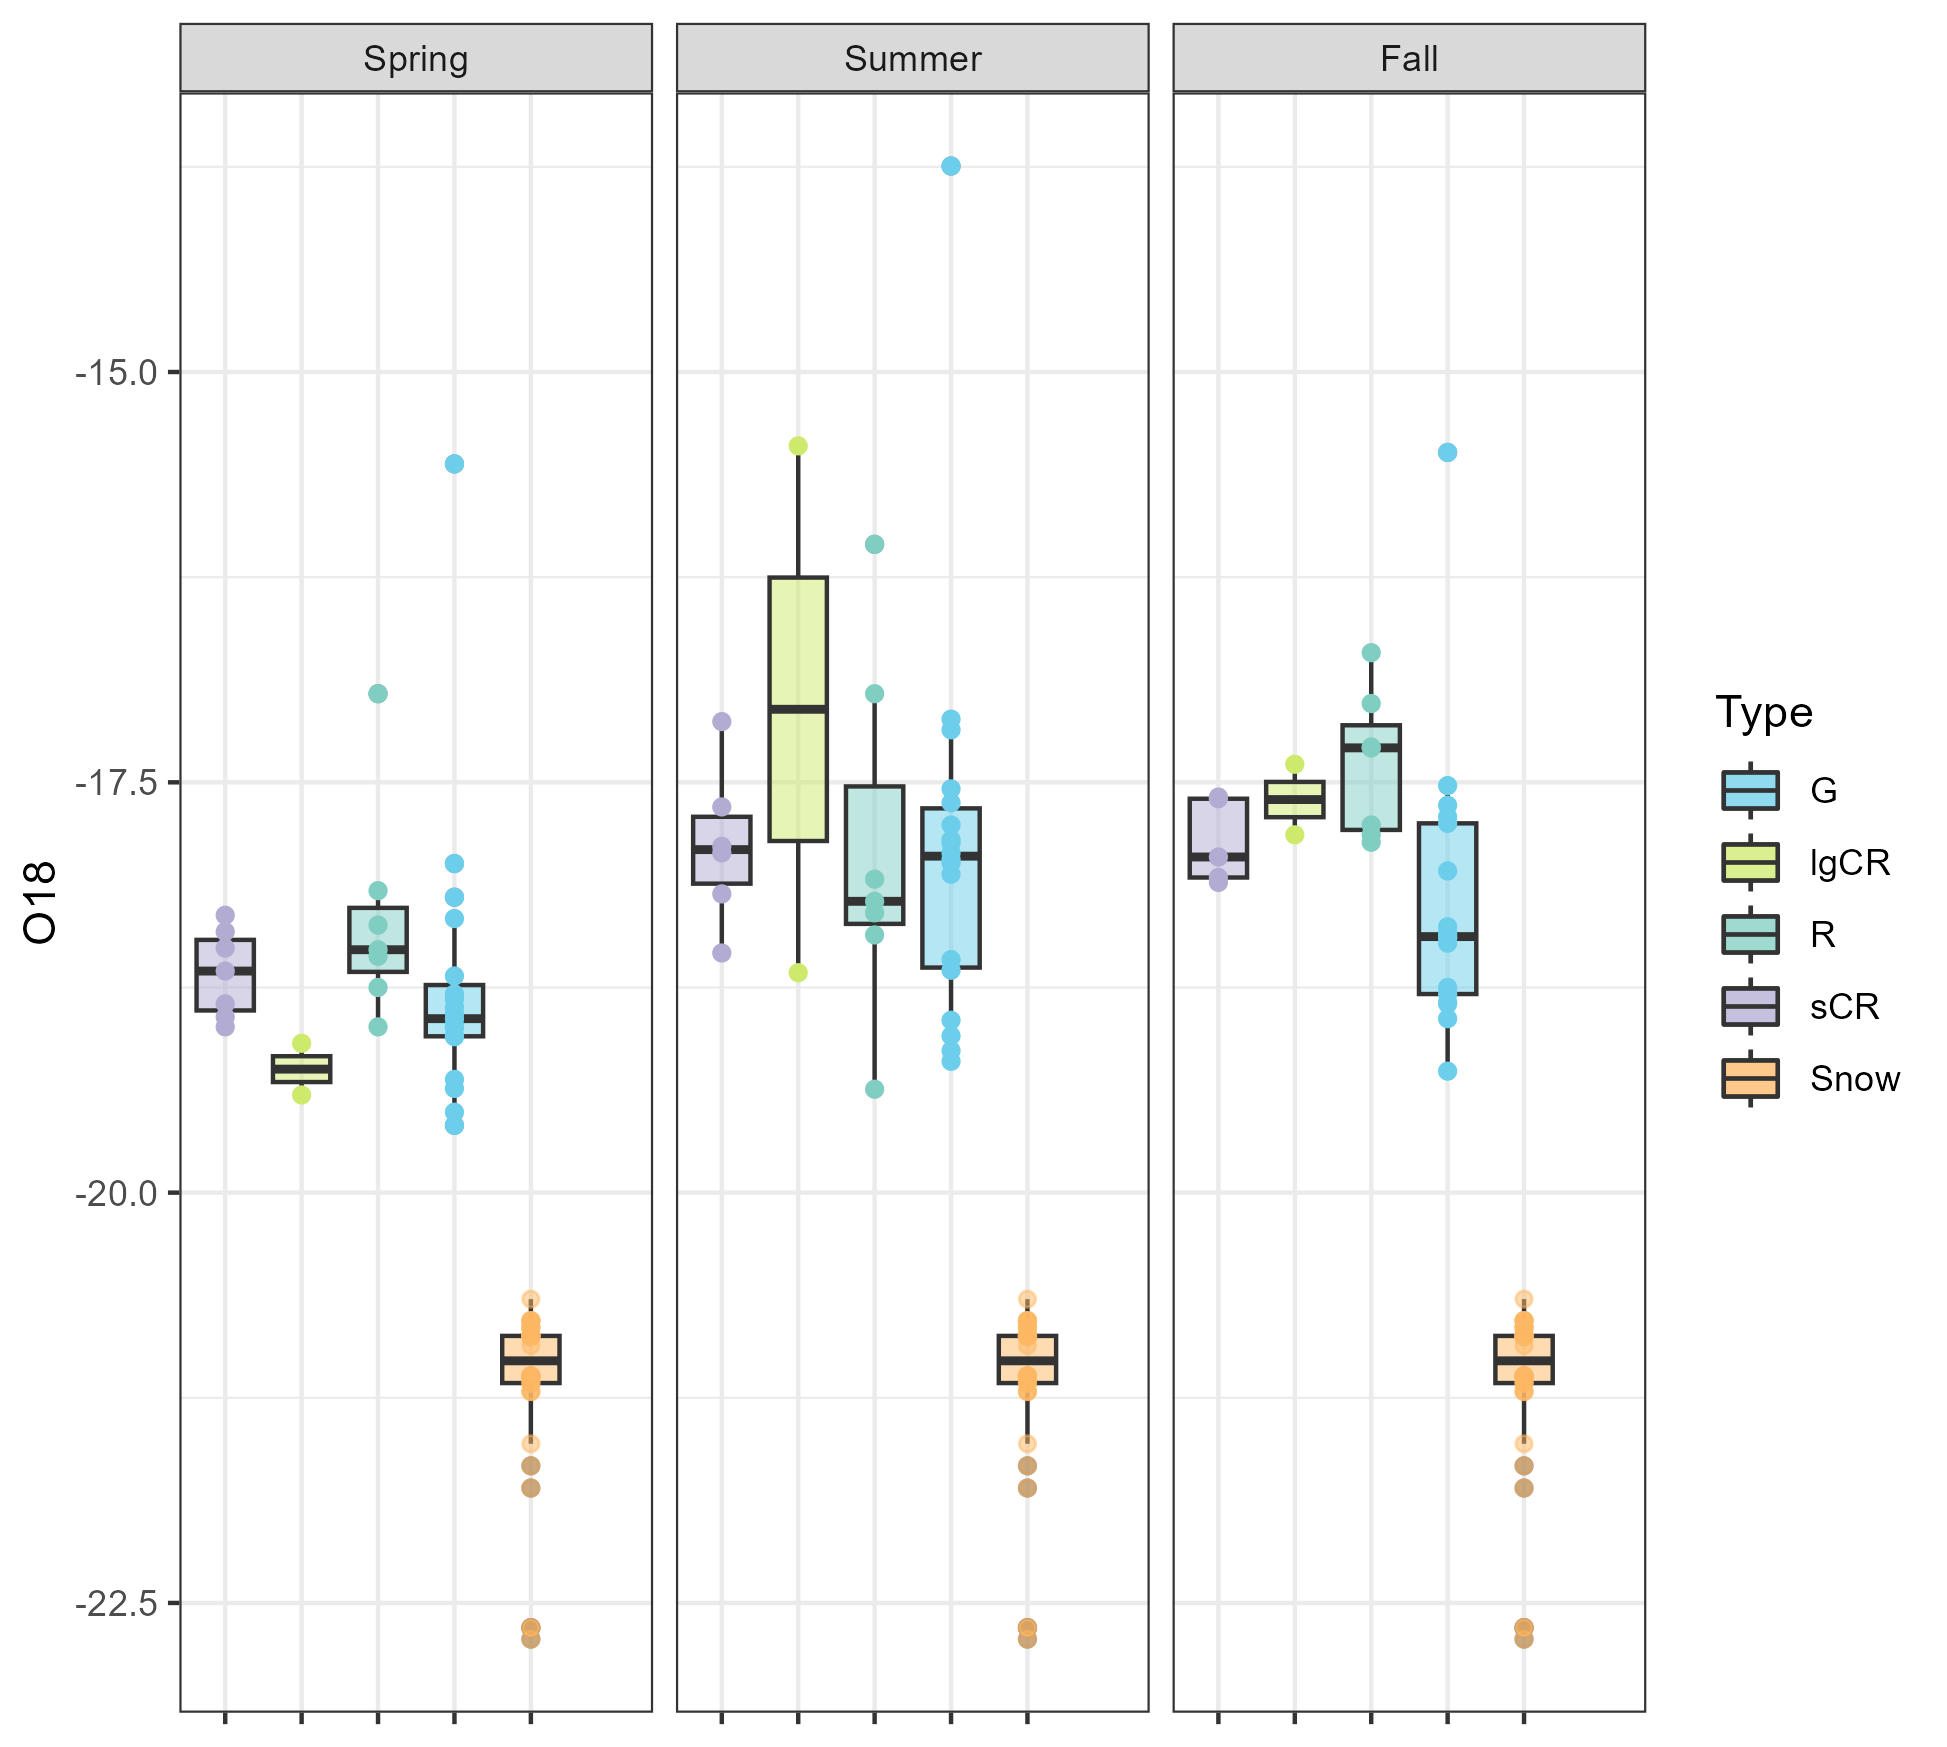 Spring Summer Fall
-15.0
-17.5
-20.0
-22.5
O18
Type
G
lgCR
R
sCR
Snow